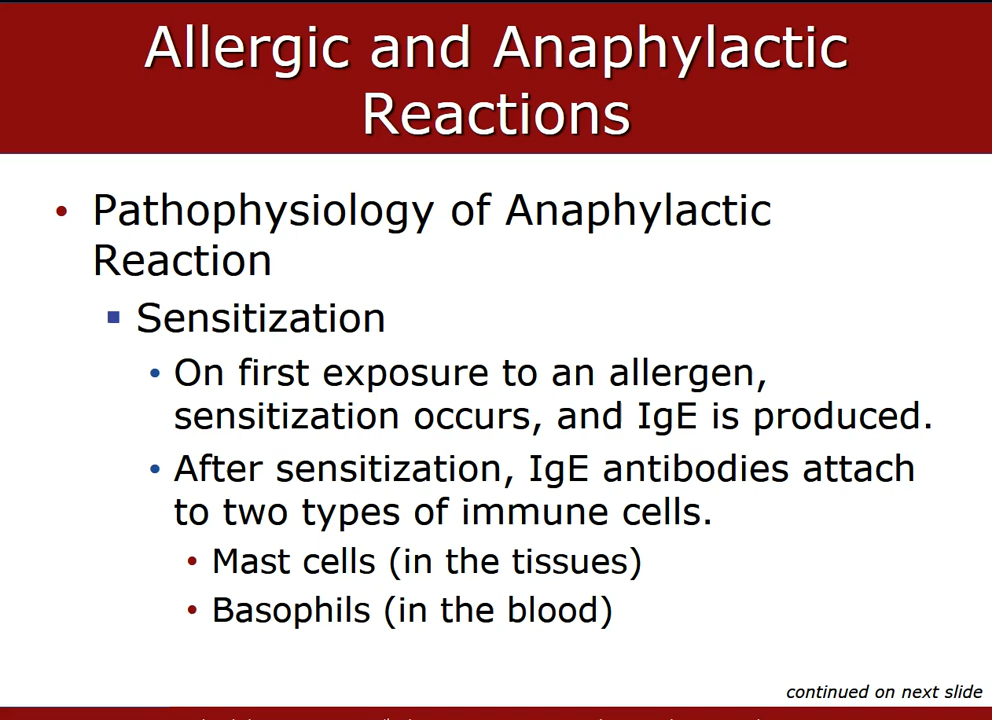 Allergic and Anaphylactic
Reactions
• Pathophysiology of Anaphylactic
Reaction
▪ Sensitization
• On first exposure to an allergen,
sensitization occurs, and IgE is produced.
• After sensitization, IgE antibodies attach
to two types of immune cells.
• Mast cells (in the tissues)
• Basophils (in the blood)
continued on next slide